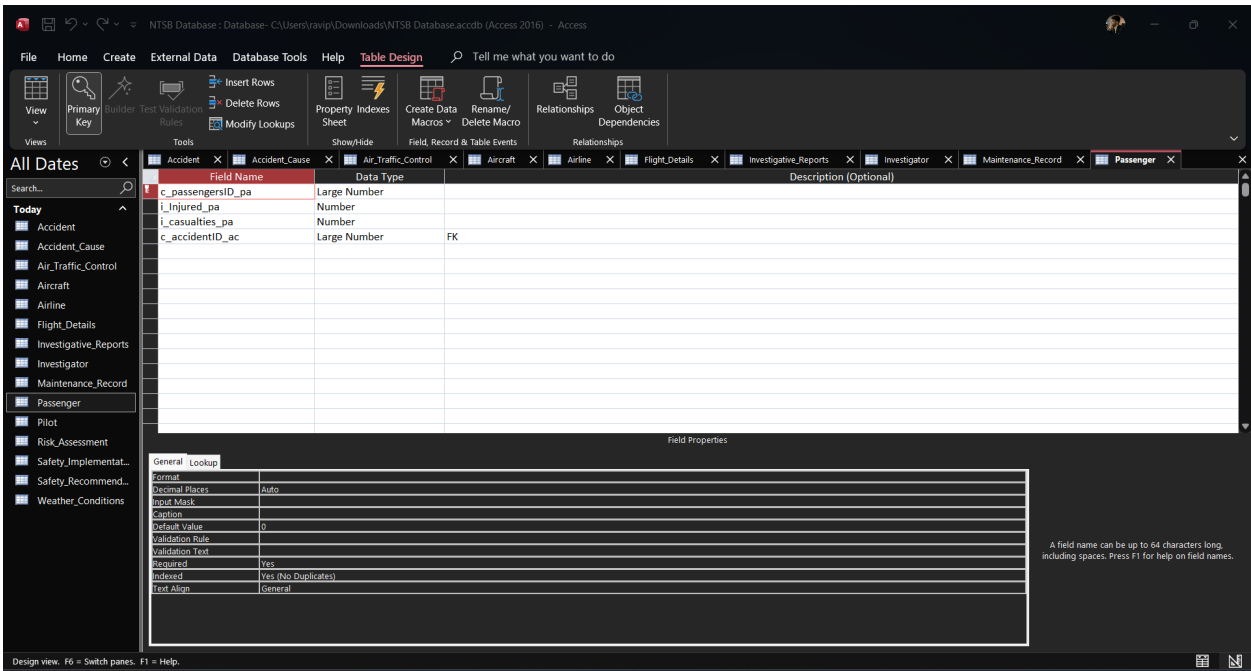 NTSB Database : Database- C:\Users\ravip\Downloads\NTSB Database.accdb (Access 2016) - Access
File Home Create External Data Database Tools Help Table Design Tell me what you want to do
View
Primary Key
Builder
Test Validation Rules
Insert Rows
Delete Rows
Modify Lookups
Property Sheet
Indexes
Create Data Macros
Rename/ Delete Macro
Relationships
Object Dependencies
Views Tools Show/Hide Field, Record & Table Events Relationships
All Dates
Search...
Today
Accident
Accident_Cause
Air_Traffic_Control
Aircraft
Airline
Flight_Details
Investigative_Reports
Investigator
Maintenance_Record
Passenger
Pilot
Risk_Assessment
Safety_Implementat...
Safety_Recommend...
Weather_Conditions
Accident Accident_Cause Air_Traffic_Control Aircraft Airline Flight_Details Investigative_Reports Investigator Maintenance_Record Passenger
Field Name Data Type Description (Optional)
c_passengersID_pa Large Number
i_Injured_pa Number
i_casualties_pa Number
c_accidentID_ac Large Number FK
Field Properties
General Lookup
Format
Decimal Places Auto
Input Mask
Caption
Default Value 0
Validation Rule
Validation Text
Required Yes
Indexed Yes (No Duplicates)
Text Align General
A field name can be up to 64 characters long,
including spaces. Press F1 for help on field names.
Design view. F6 = Switch panes. F1 = Help.